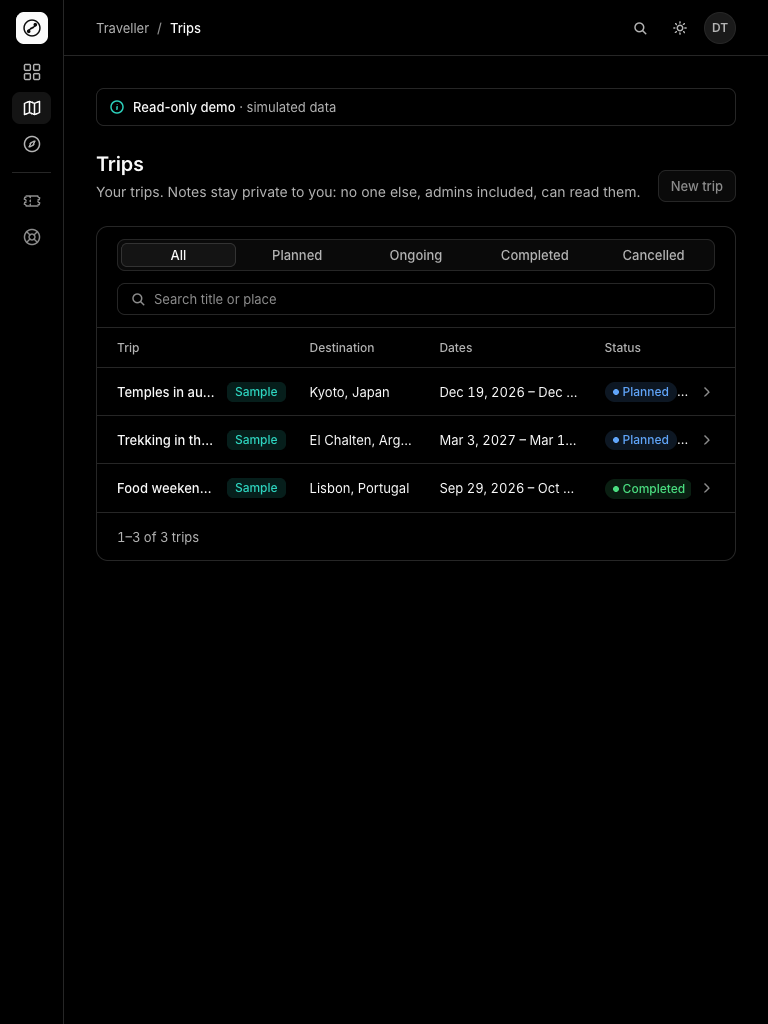 Traveller / Trips
DT
Read-only demo · simulated data
Trips
Your trips. Notes stay private to you: no one else, admins included, can read them.
New trip
All Planned Ongoing Completed Cancelled
Search title or place
Trip Destination Dates Status
Temples in au... Sample Kyoto, Japan Dec 19, 2026 – Dec ... Planned ...
Trekking in th... Sample El Chalten, Arg... Mar 3, 2027 – Mar 1... Planned ...
Food weeken... Sample Lisbon, Portugal Sep 29, 2026 – Oct ... Completed
1–3 of 3 trips